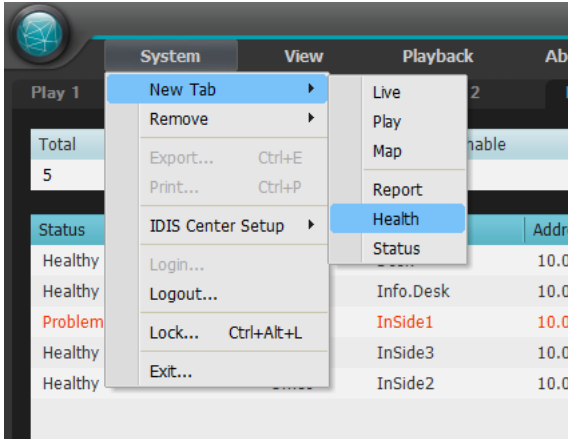 System View Playback Ab
Play 1 New Tab Live 2
Remove Play
Total Export... Ctrl+E Map nable
5 Print... Ctrl+P Report
Status IDIS Center Setup Health Addr
Healthy Login... Status 10.0
Healthy Logout... Info.Desk 10.0
Problem Lock... Ctrl+Alt+L InSide1 10.0
Healthy InSide3 10.0
Healthy Exit... InSide2 10.0